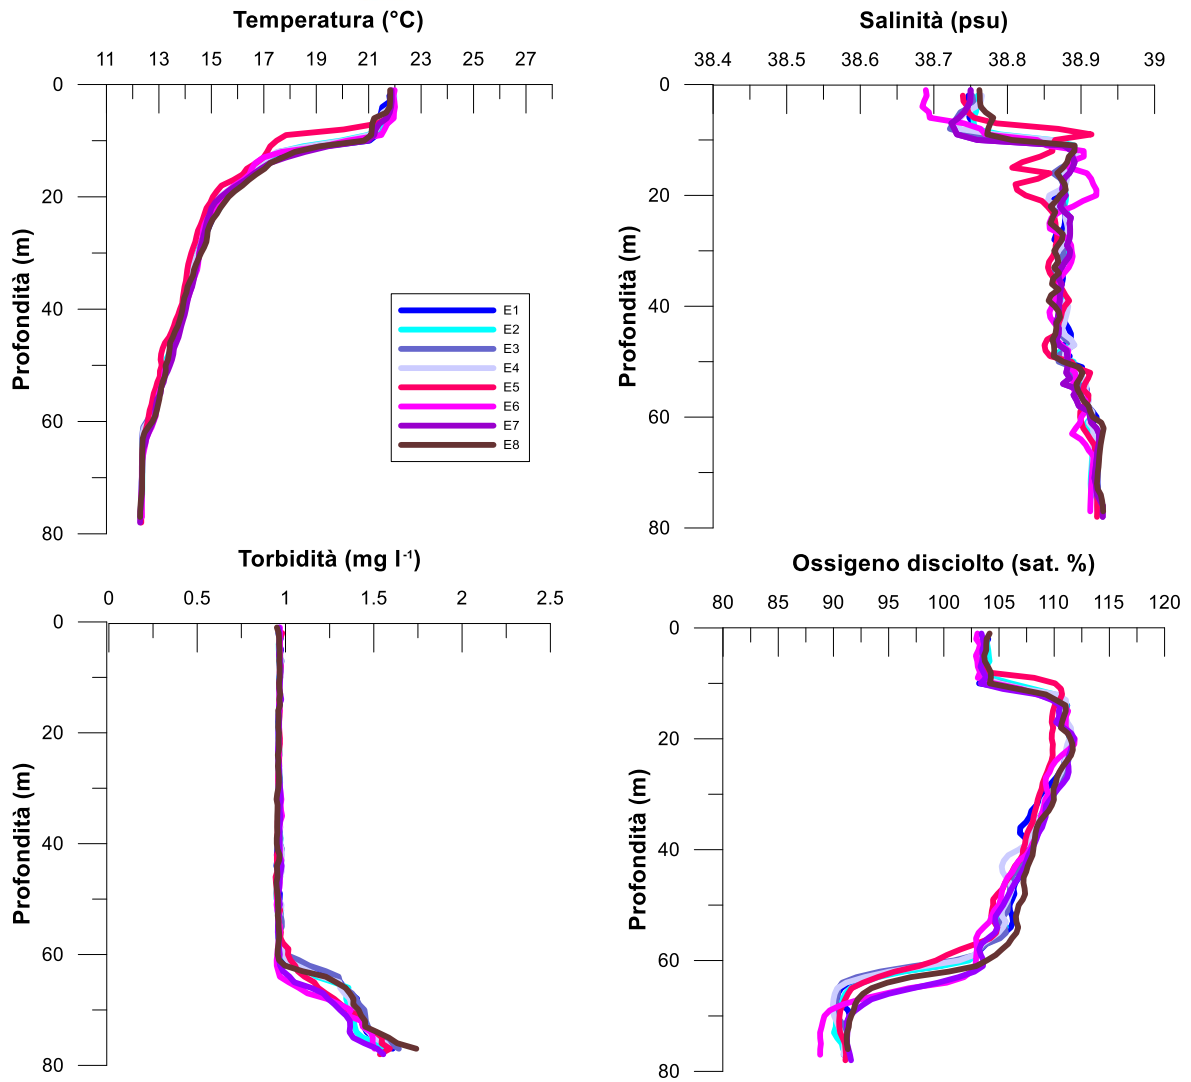 Temperatura (°C)
11 13 15 17 19 21 23 25 27
0
20
40
60
80
Profondità (m)
E1
E2
E3
E4
E5
E6
E7
E8
Salinità (psu)
38.4 38.5 38.6 38.7 38.8 38.9 39
0
20
40
60
80
Profondità (m)
Torbidità (mg l⁻¹)
0 0.5 1 1.5 2 2.5
0
20
40
60
80
Profondità (m)
Ossigeno disciolto (sat. %)
80 85 90 95 100 105 110 115 120
0
20
40
60
80
Profondità (m)